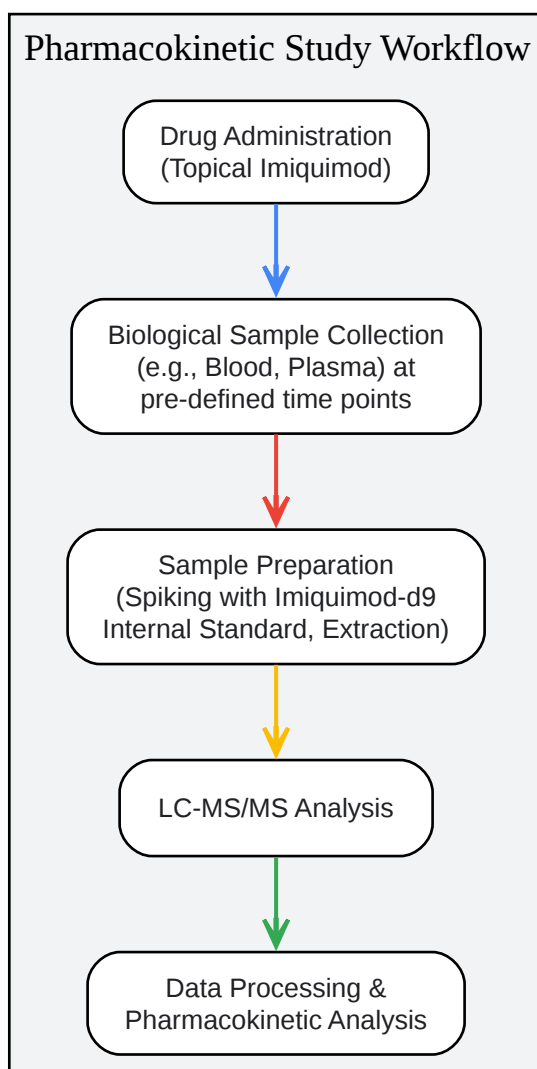 Pharmacokinetic Study Workflow
Drug Administration
(Topical Imiquimod)
Biological Sample Collection
(e.g., Blood, Plasma) at
pre-defined time points
Sample Preparation
(Spiking with Imiquimod-d9
Internal Standard, Extraction)
LC-MS/MS Analysis
Data Processing &
Pharmacokinetic Analysis